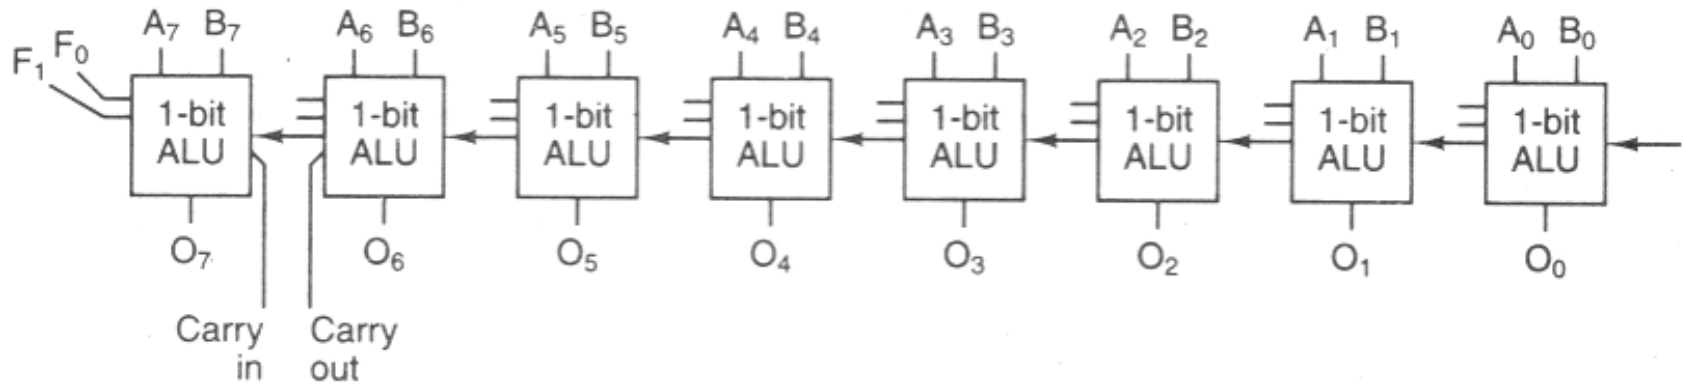 F₁ F₀ A₇ B₇ A₆ B₆ A₅ B₅ A₄ B₄ A₃ B₃ A₂ B₂ A₁ B₁ A₀ B₀
1-bit ALU
1-bit ALU
1-bit ALU
1-bit ALU
1-bit ALU
1-bit ALU
1-bit ALU
1-bit ALU
O₇ O₆ O₅ O₄ O₃ O₂ O₁ O₀
Carry in
Carry out